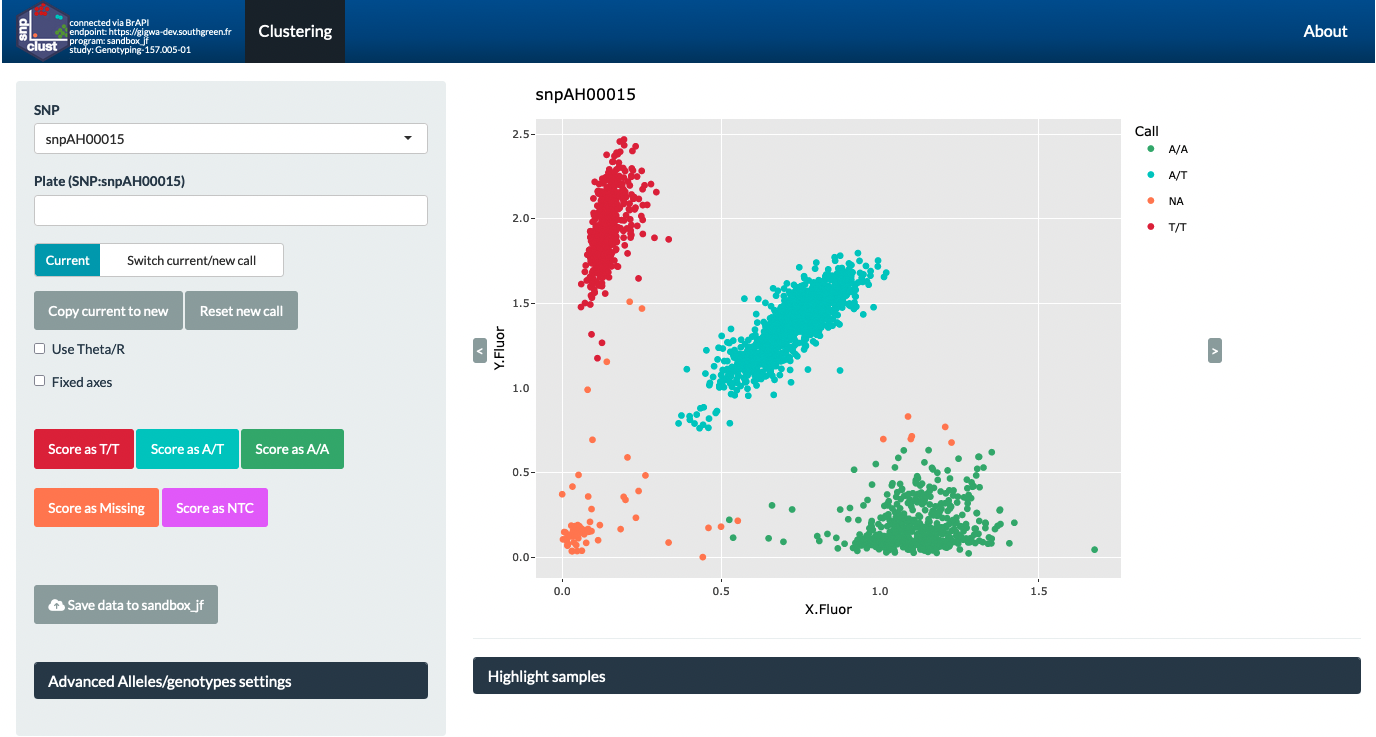 snp
clust
connected via BrAPI
endpoint: https://gigwa-dev.southgreen.fr
program: sandbox_jf
study: Genotyping-157.005-01
Clustering
About
SNP
snpAH00015
Plate (SNP:snpAH00015)
Current
Switch current/new call
Copy current to new
Reset new call
Use Theta/R
Fixed axes
Score as T/T
Score as A/T
Score as A/A
Score as Missing
Score as NTC
Save data to sandbox_jf
Advanced Alleles/genotypes settings
snpAH00015
2.5
2.0
1.5
1.0
0.5
0.0
Y.Fluor
0.0
0.5
1.0
1.5
X.Fluor
Call
A/A
A/T
NA
T/T
<
>
Highlight samples